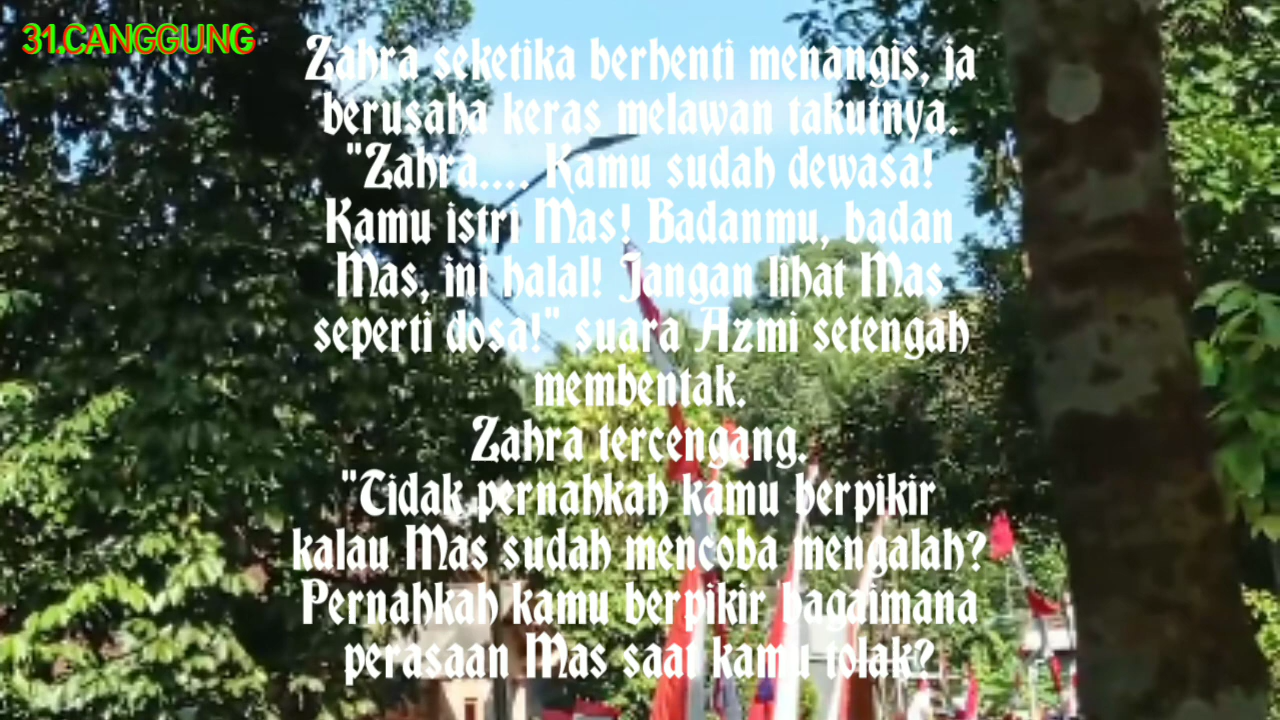 31.CANGGUNG
Zahra seketika berhenti menangis, ia
berusaha keras melawan takutnya.
"Zahra.... Kamu sudah dewasa!
Kamu istri Mas! Badanmu, badan
Mas, ini halal! Jangan lihat Mas
seperti dosa!" suara Azmi setengah
membentak.
Zahra tercengang.
"Tidak pernahkah kamu berpikir
kalau Mas sudah mencoba mengalah?
Pernahkah kamu berpikir bagaimana
perasaan Mas saat kamu tolak?